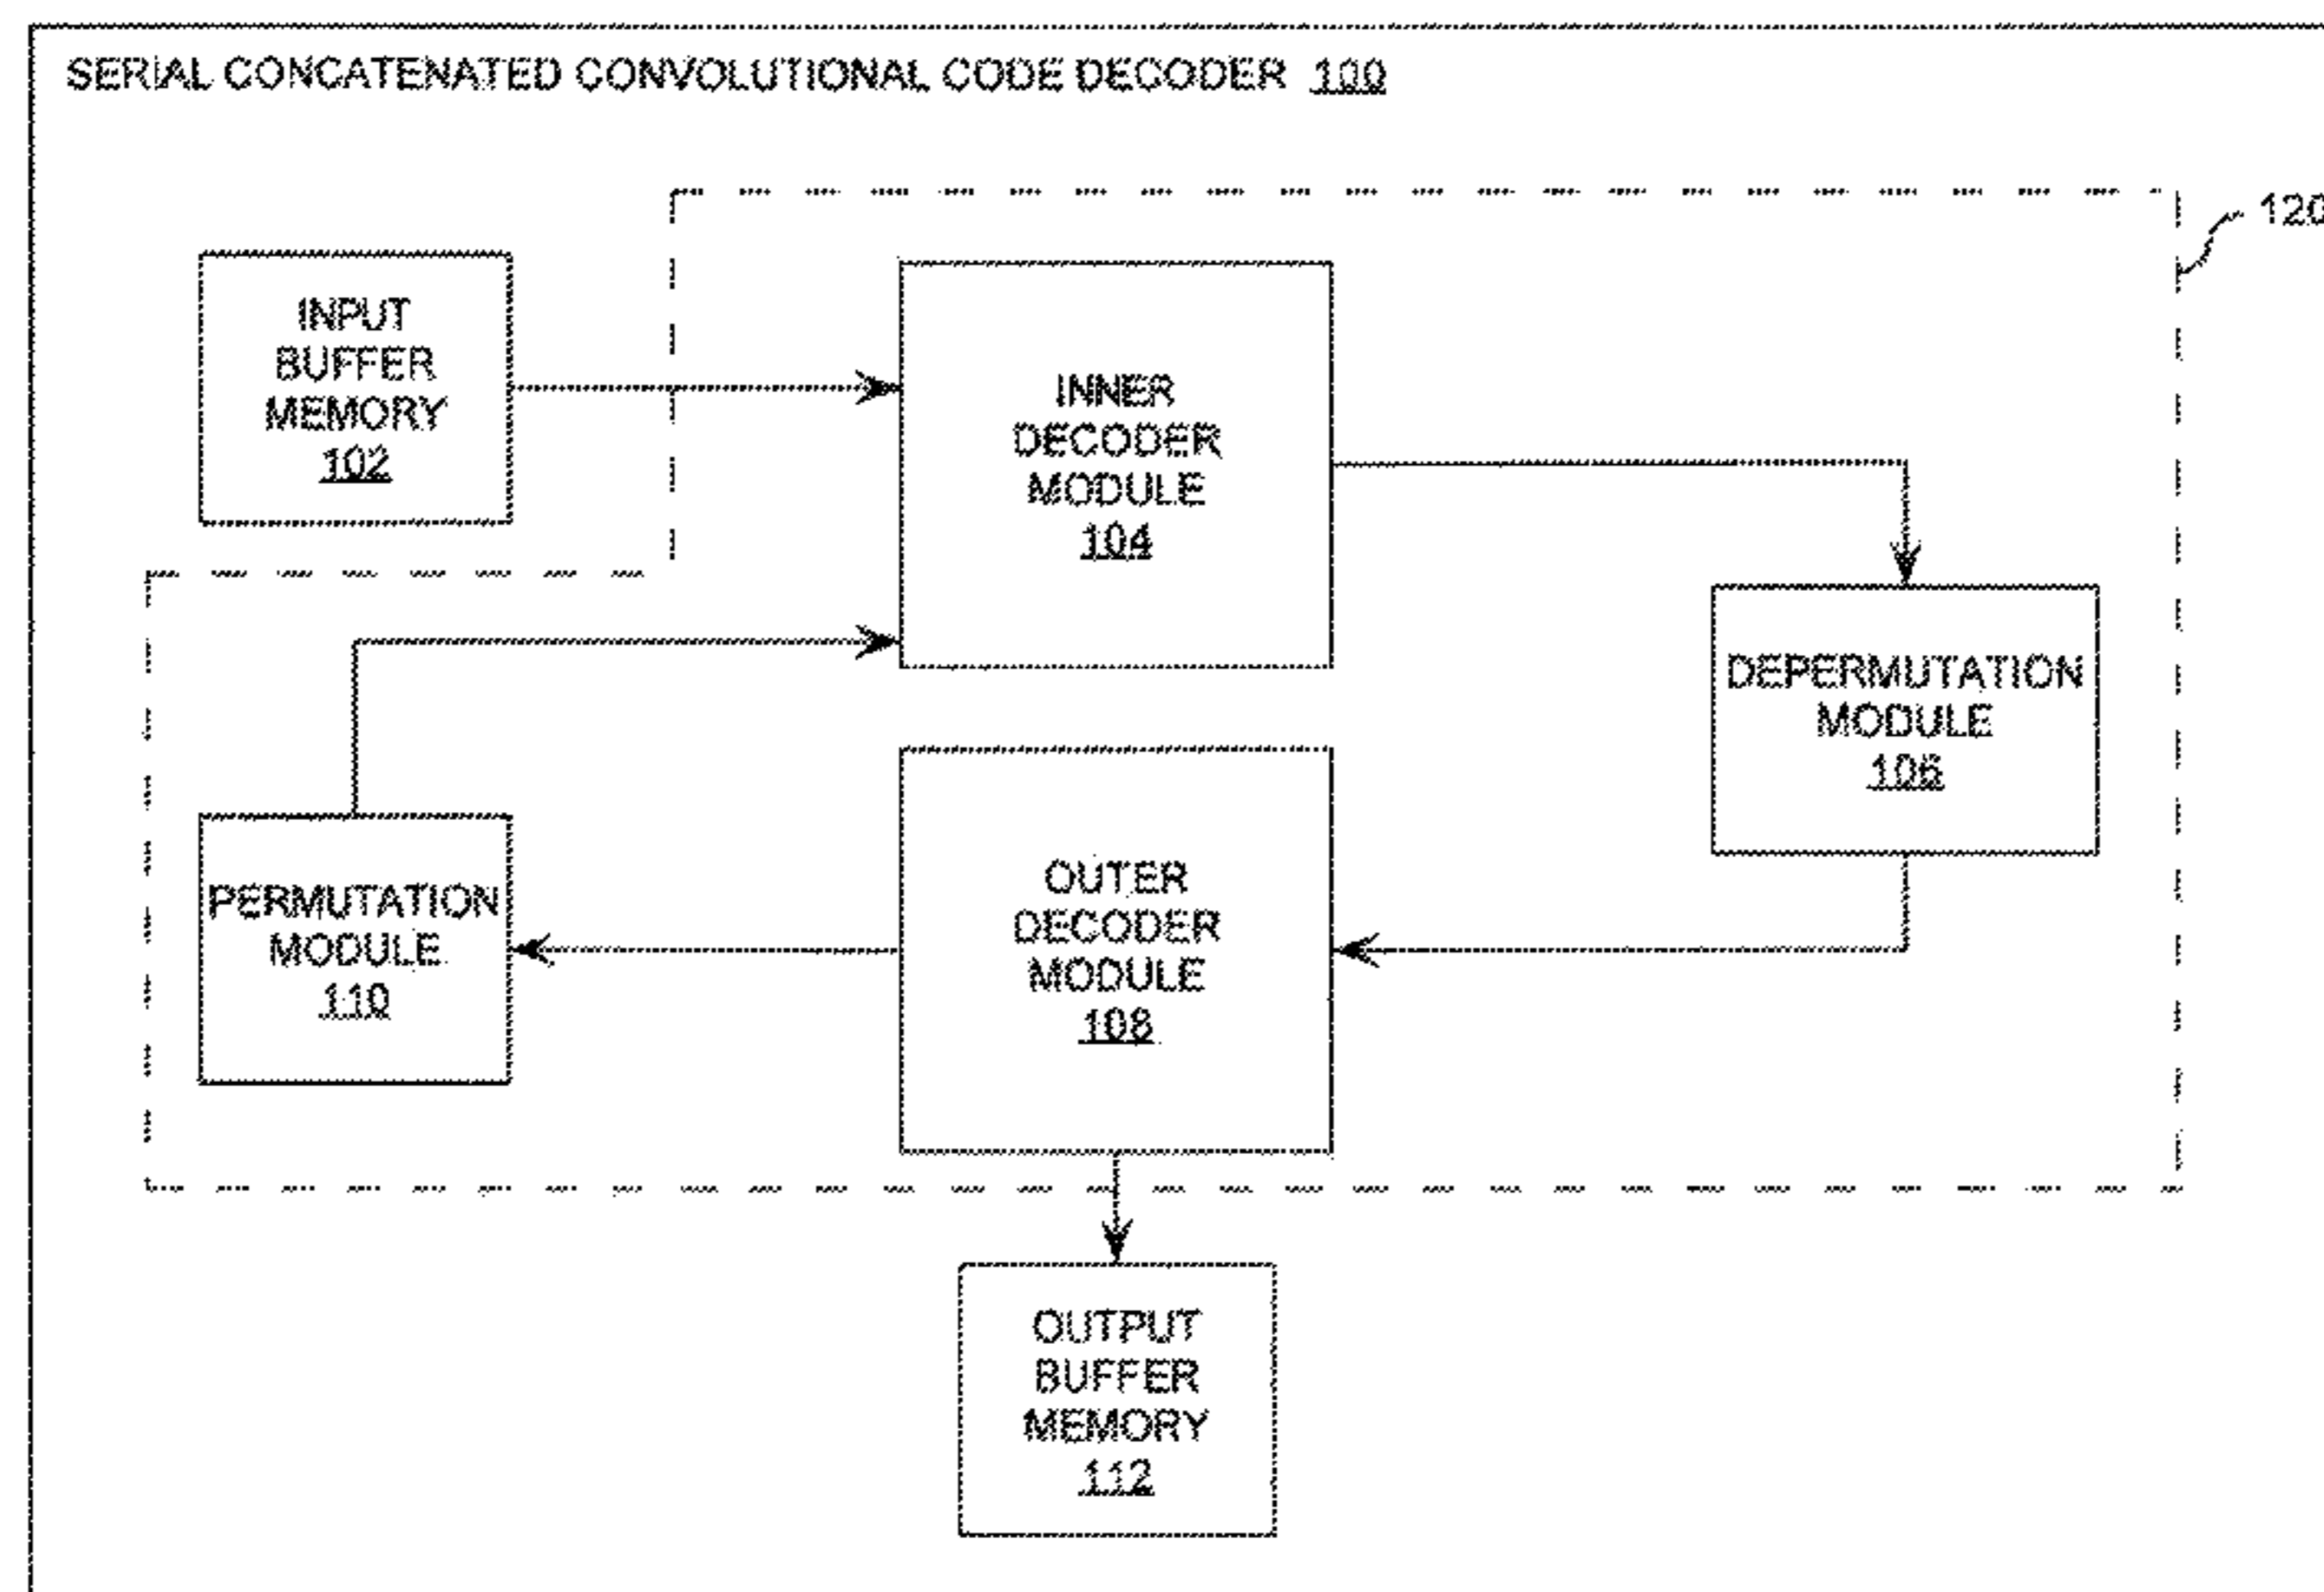 SERIAL CONCATENATED CONVOLUTIONAL CODE DECODER 100
120
INPUT
BUFFER
MEMORY
102
INNER
DECODER
MODULE
104
DEPERMUTATION
MODULE
106
PERMUTATION
MODULE
110
OUTER
DECODER
MODULE
108
OUTPUT
BUFFER
MEMORY
112